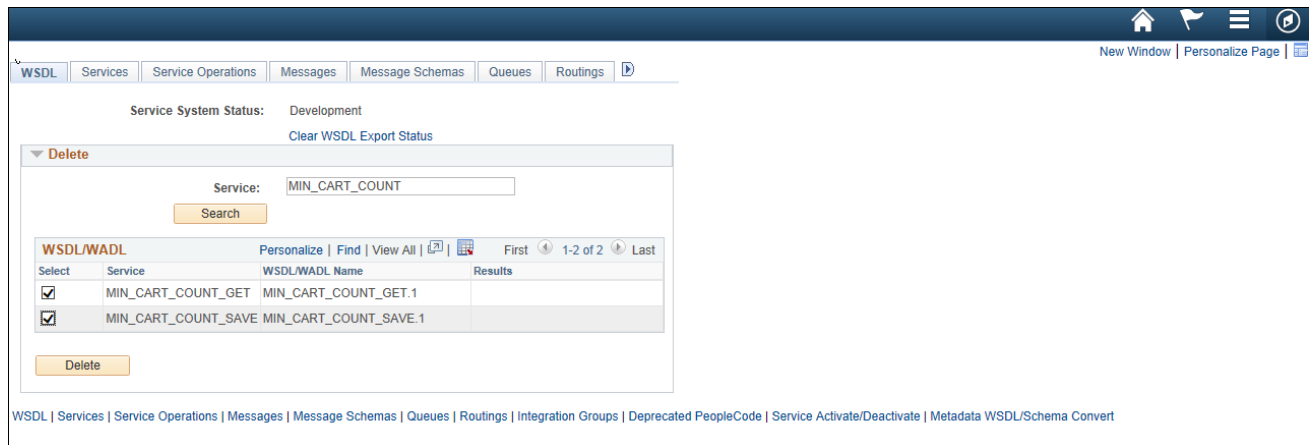 New Window | Personalize Page |
WSDL Services Service Operations Messages Message Schemas Queues Routings
Service System Status: Development
Clear WSDL Export Status
Delete
Service: MIN_CART_COUNT
Search
WSDL/WADL Personalize | Find | View All | | First 1-2 of 2 Last
Select Service WSDL/WADL Name Results
MIN_CART_COUNT_GET MIN_CART_COUNT_GET.1
MIN_CART_COUNT_SAVE MIN_CART_COUNT_SAVE.1
Delete
WSDL | Services | Service Operations | Messages | Message Schemas | Queues | Routings | Integration Groups | Deprecated PeopleCode | Service Activate/Deactivate | Metadata WSDL/Schema Convert